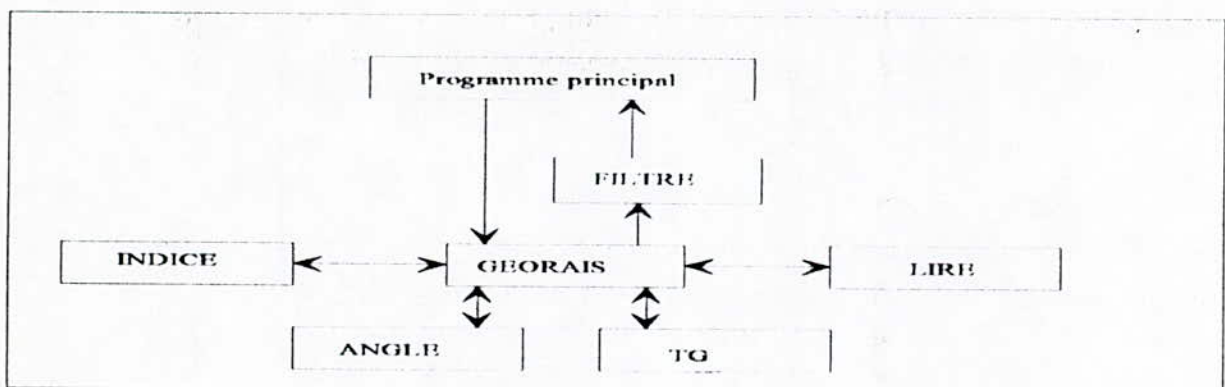 Programme principal
FILTRE
INDICE
GEORAIS
LIRE
ANGLE
TG